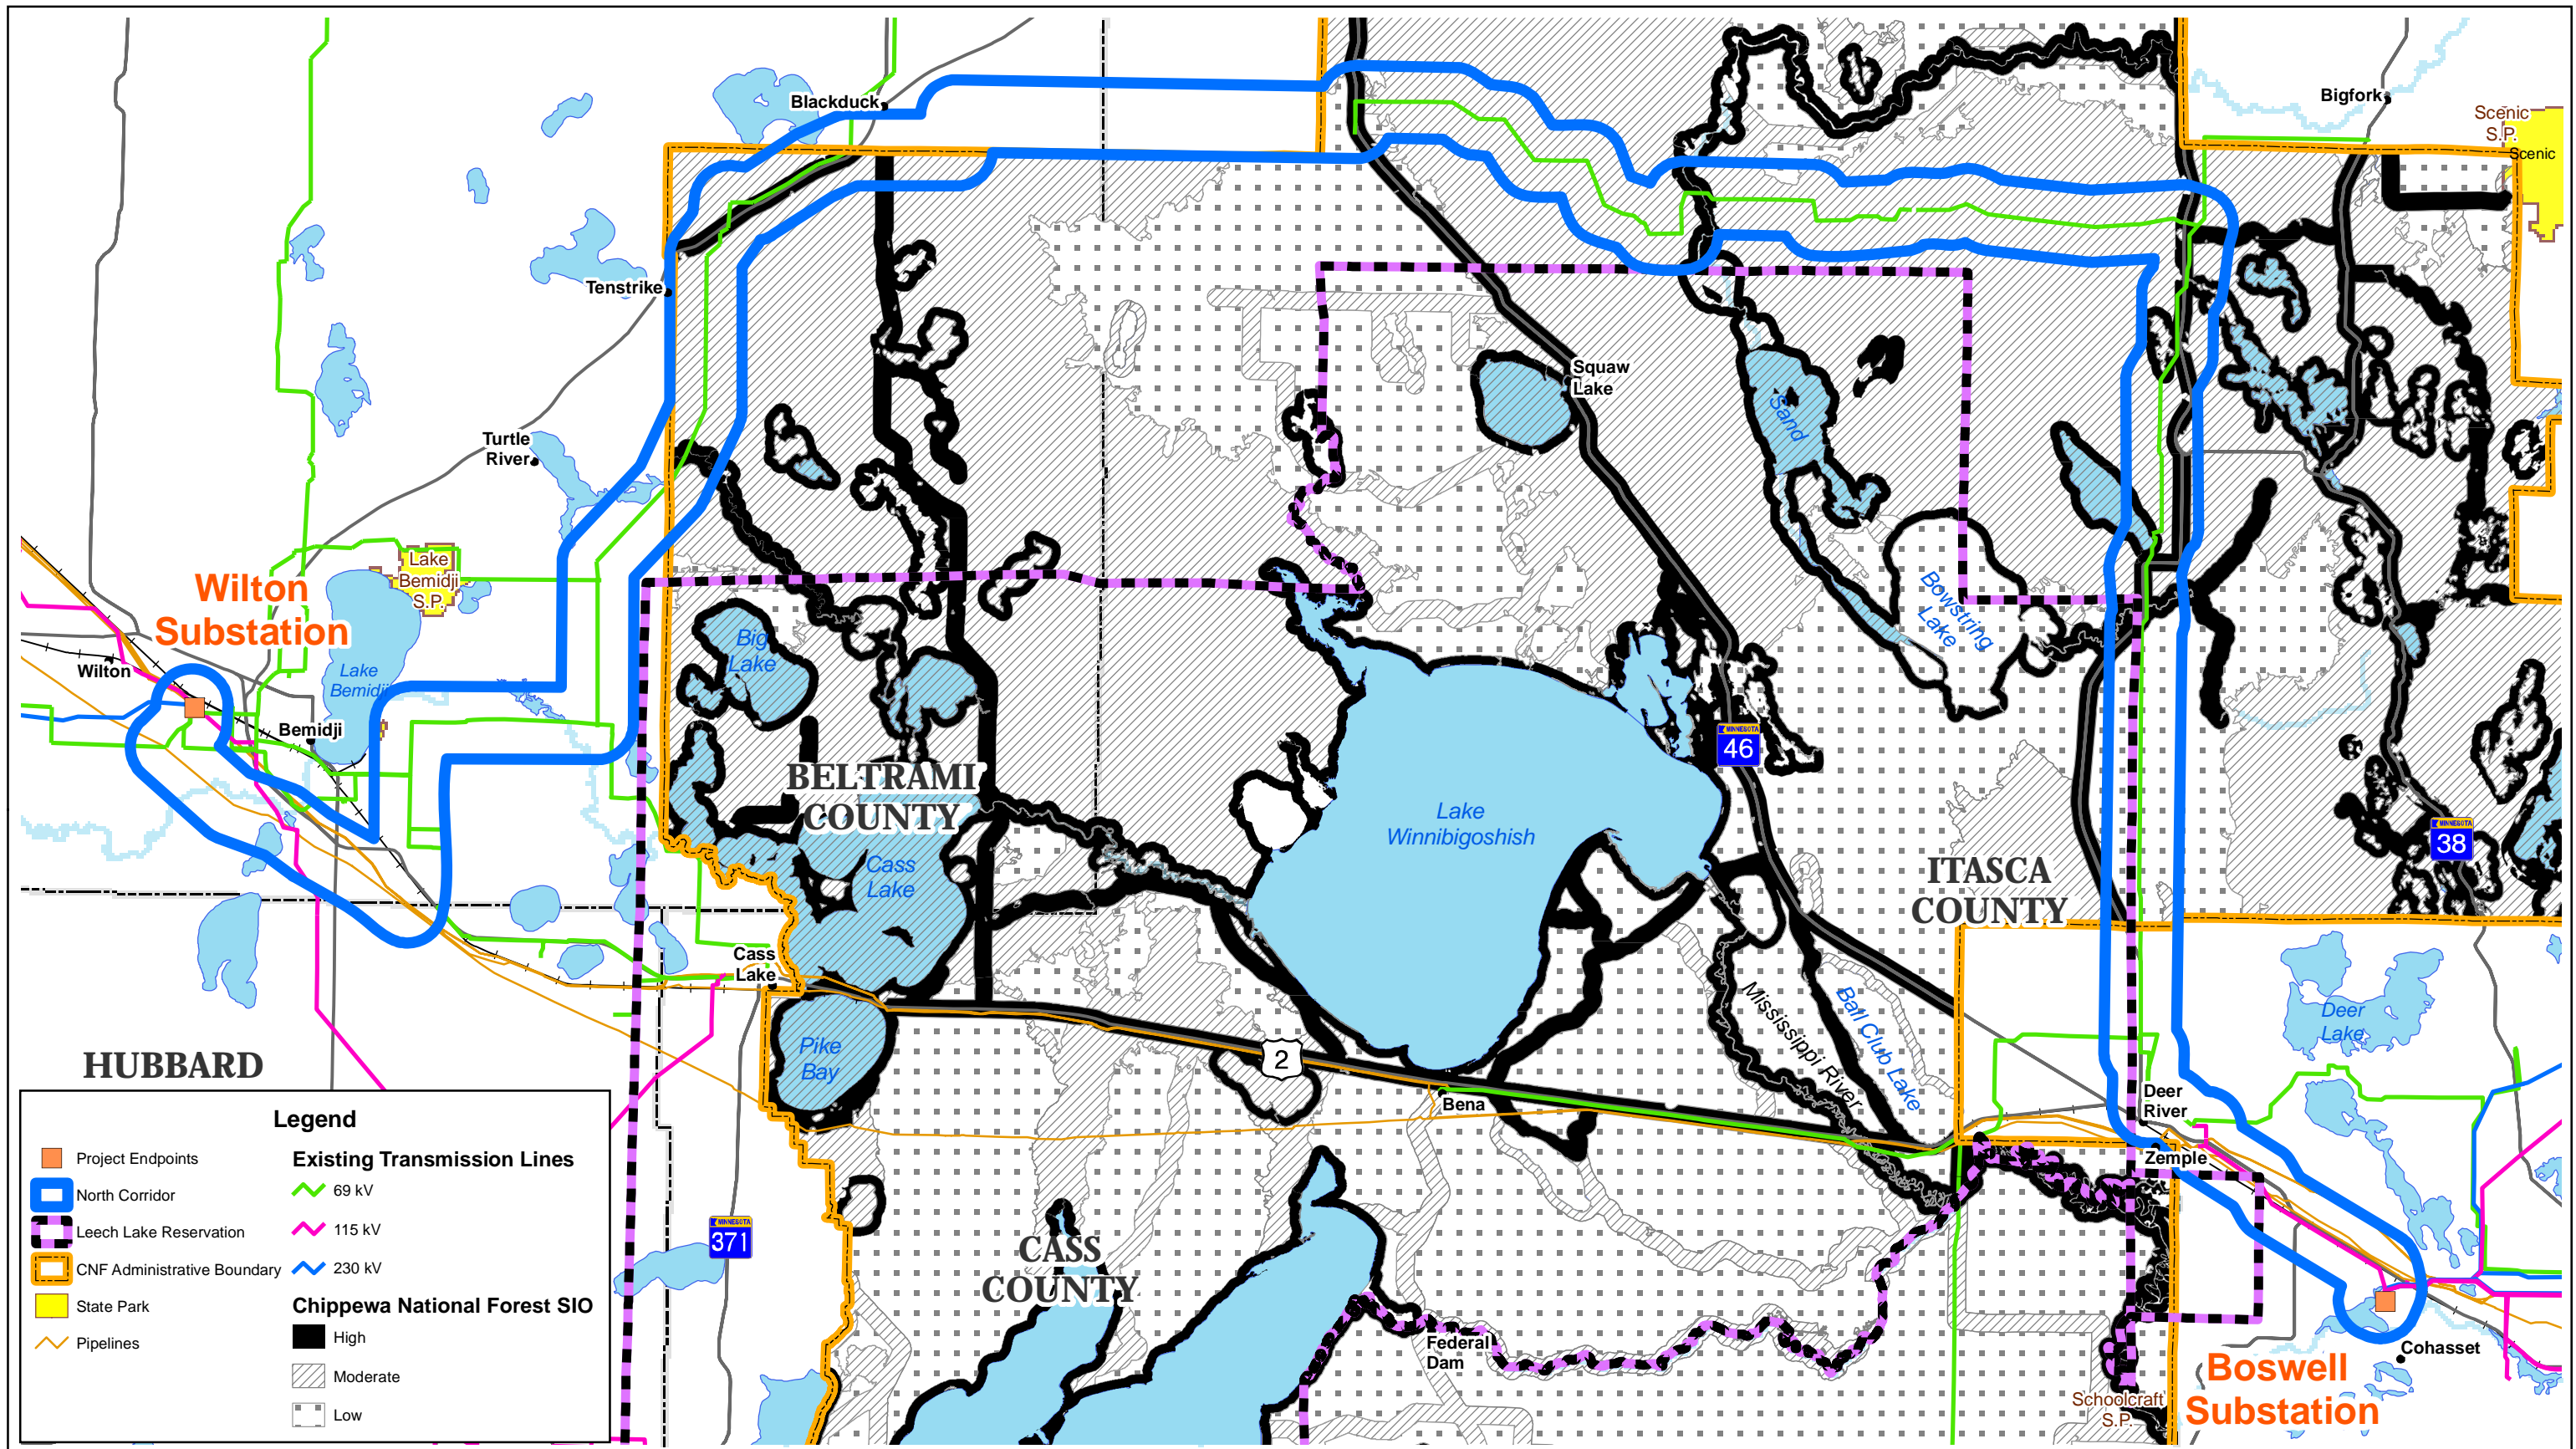 Blackduck
Bigfork
Scenic
S.P.
Scenic
Tenstrike
Squaw
Lake
Sand
Turtle
River
Lake
Bemidji
S.P.
Wilton
Substation
Bowstring
Lake
Big
Lake
Wilton
Lake
Bemidji
Bemidji
MINNESOTA
46
BELTRAMI
COUNTY
Lake
Winnibigoshish
MINNESOTA
38
Cass
Lake
ITASCA
COUNTY
Cass
Lake
Mississippi River
Ball Club Lake
Deer
Lake
HUBBARD
Pike
Bay
2
Bena
Deer
River
Zemple
MINNESOTA
371
CASS
COUNTY
Federal
Dam
Cohasset
Boswell
Substation
Schoolcraft
S.P.
Legend
Project Endpoints
North Corridor
Leech Lake Reservation
CNF Administrative Boundary
State Park
Pipelines
Existing Transmission Lines
69 kV
115 kV
230 kV
Chippewa National Forest SIO
High
Moderate
Low